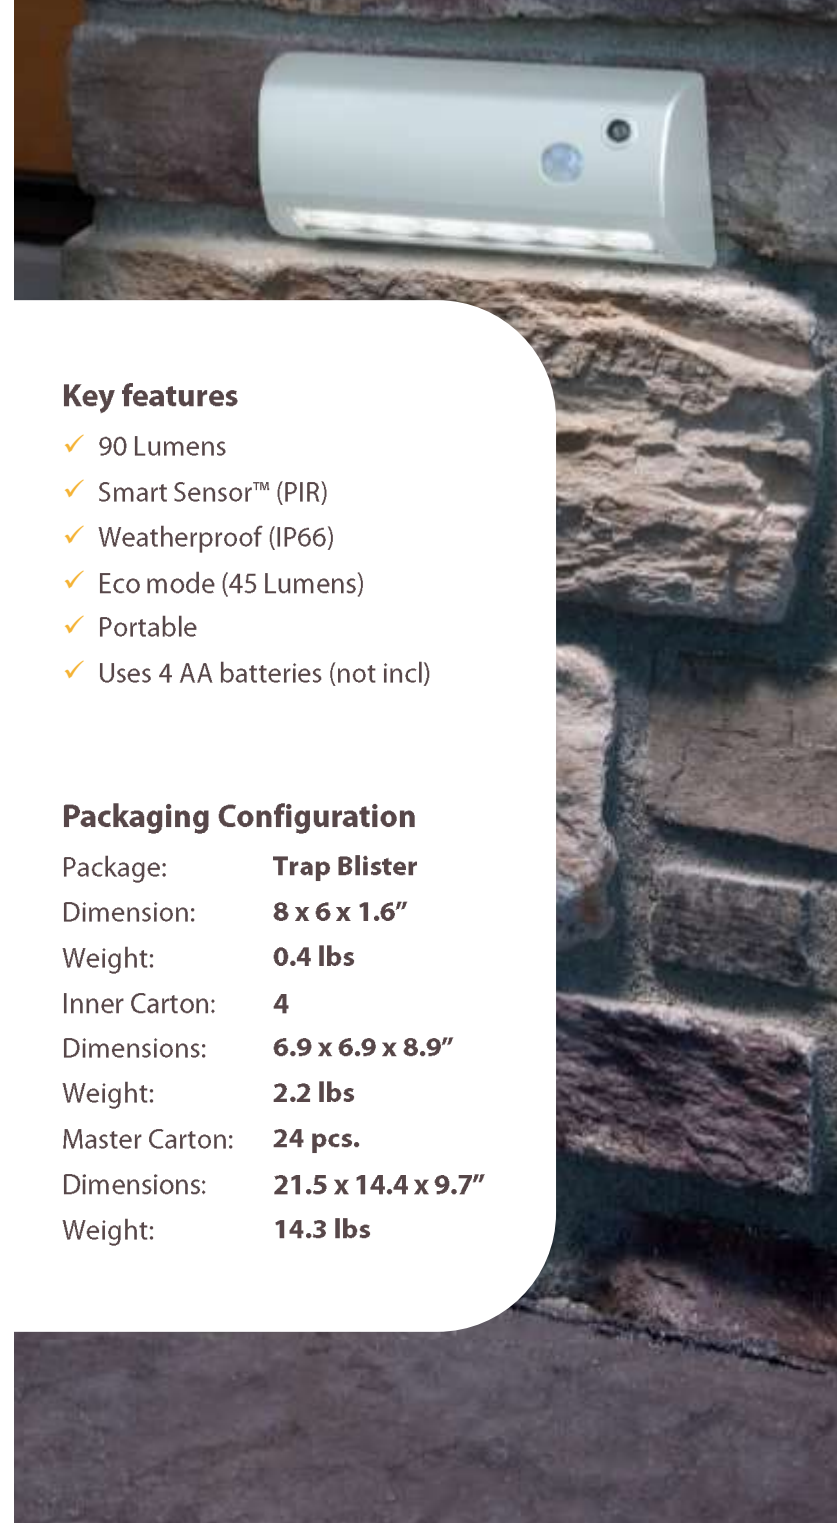 Key features
✓ 90 Lumens
✓ Smart Sensor™ (PIR)
✓ Weatherproof (IP66)
✓ Eco mode (45 Lumens)
✓ Portable
✓ Uses 4 AA batteries (not incl)
Packaging Configuration
Package: Trap Blister
Dimension: 8 x 6 x 1.6”
Weight: 0.4 lbs
Inner Carton: 4
Dimensions: 6.9 x 6.9 x 8.9”
Weight: 2.2 lbs
Master Carton: 24 pcs.
Dimensions: 21.5 x 14.4 x 9.7”
Weight: 14.3 lbs